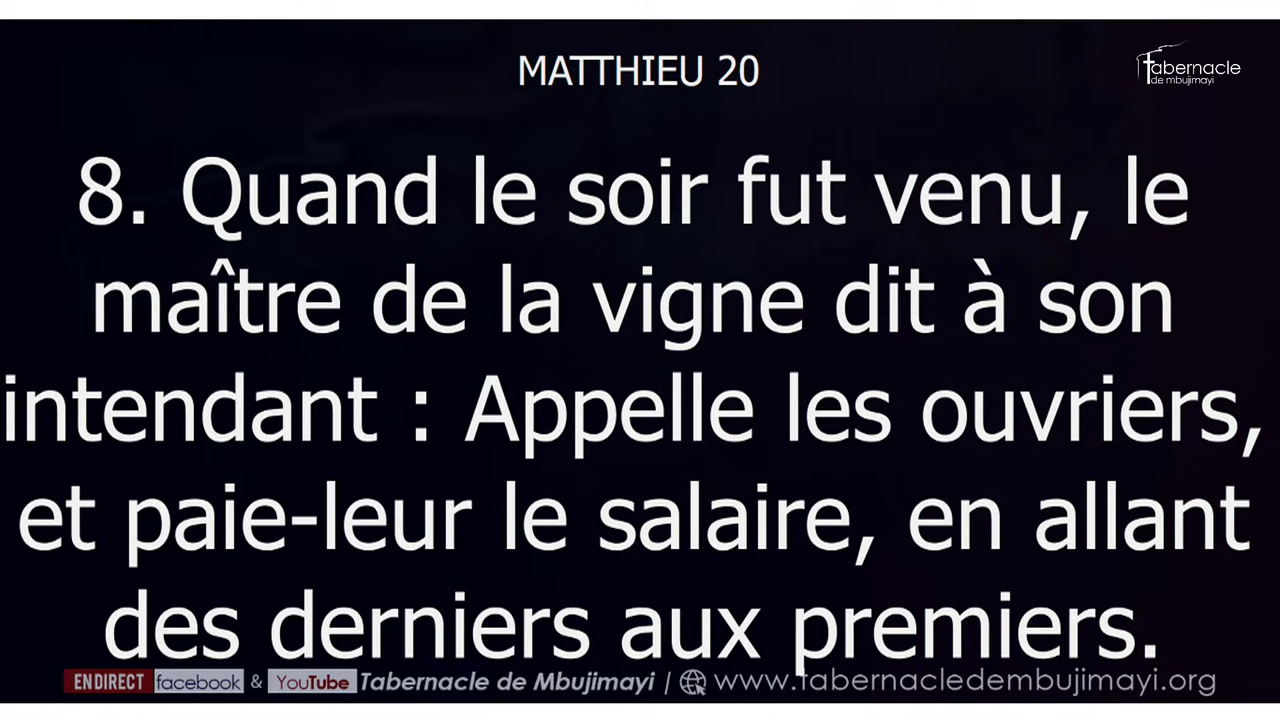 MATTHIEU 20
tabernacle
de mbujimayi
8. Quand le soir fut venu, le
maître de la vigne dit à son
intendant : Appelle les ouvriers,
et paie-leur le salaire, en allant
des derniers aux premiers.
EN DIRECT facebook & YouTube Tabernacle de Mbujimayi | www.tabernacledembujimayi.org